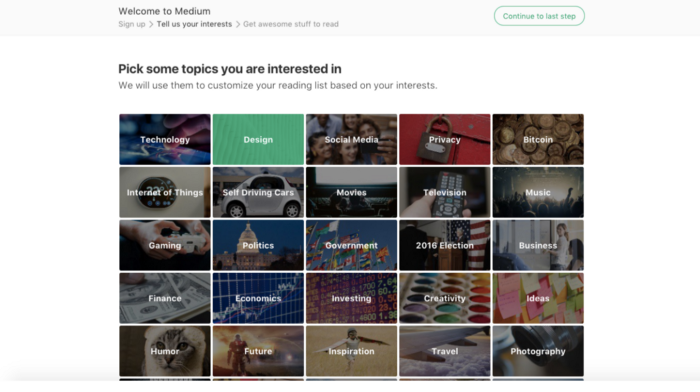 Welcome to Medium
Sign up > Tell us your interests > Get awesome stuff to read
Continue to last step
Pick some topics you are interested in
We will use them to customize your reading list based on your interests.
Technology
Design
Social Media
Privacy
Bitcoin
Internet of Things
Self Driving Cars
Movies
Television
Music
Gaming
Politics
Government
2016 Election
Business
Finance
Economics
Investing
Creativity
Ideas
Humor
Future
Inspiration
Travel
Photography